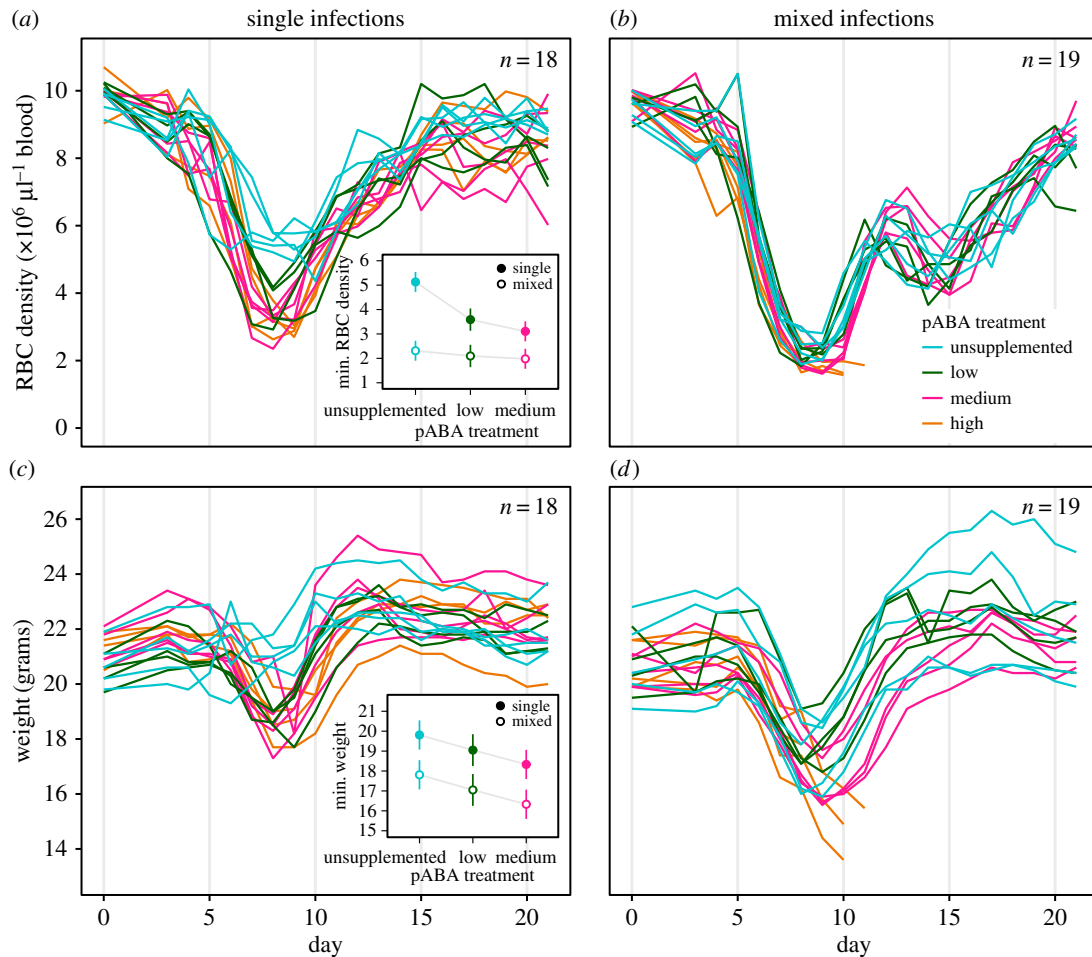 (a) single infections
(b) mixed infections
n = 18
n = 19
10
8
6
4
2
0
RBC density (×10⁶ µl⁻¹ blood)
6
5
4
3
2
1
min. RBC density
single
mixed
unsupplemented low medium
pABA treatment
pABA treatment
unsupplemented
low
medium
high
(c)
(d)
n = 18
n = 19
26
24
22
20
18
16
14
weight (grams)
21
20
19
18
17
16
15
min. weight
single
mixed
unsupplemented low medium
pABA treatment
0 5 10 15 20
day
0 5 10 15 20
day